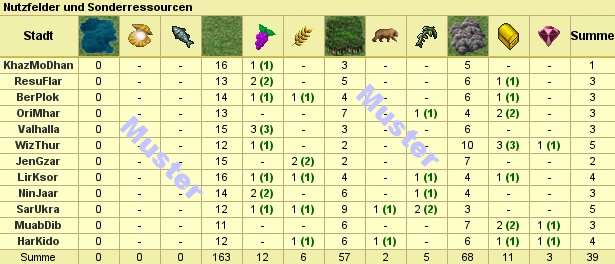 Nutzfelder und Sonderressourcen
Stadt Summe
KhazMoDhan 0 - - 16 1 (1) - 3 - - 5 - - 1
ResuFlar 0 - - 13 2 (2) - 5 - - 6 1 (1) - 3
BerPlok 0 - - 14 1 (1) 1 (1) 4 - - 6 1 (1) - 3
OriMhar 0 - - 13 - - 7 - 1 (1) 4 2 (2) - 3
Valhalla 0 - - 15 3 (3) - 3 - - 6 - - 3
WizThur 0 - - 12 1 (1) - 2 - - 10 3 (3) 1 (1) 5
JenGzar 0 - - 15 - 2 (2) 2 - - 7 - - 2
LirKsor 0 - - 16 1 (1) 1 (1) 4 - 1 (1) 4 1 (1) - 4
NinJaar 0 - - 14 2 (2) - 6 - 1 (1) 4 - - 3
SarUkra 0 - - 12 1 (1) 1 (1) 9 1 (1) 2 (2) 3 - - 5
MuabDib 0 - - 11 - - 6 - - 7 2 (2) 1 (1) 3
HarKido 0 - - 12 - 1 (1) 6 1 (1) - 6 1 (1) 1 (1) 4
Summe 0 0 0 163 12 6 57 2 5 68 11 3 39
Muster
Muster